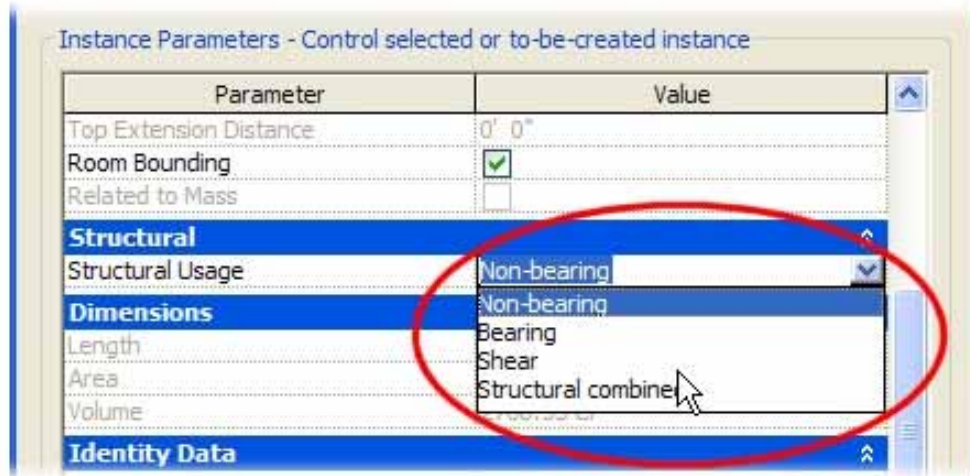 Instance Parameters - Control selected or to-be-created instance
Parameter Value
Top Extension Distance 0' 0"
Room Bounding
Related to Mass
Structural
Structural Usage Non-bearing
Non-bearing
Dimensions
Bearing
Length
Shear
Area
Structural combined
Volume
Identity Data